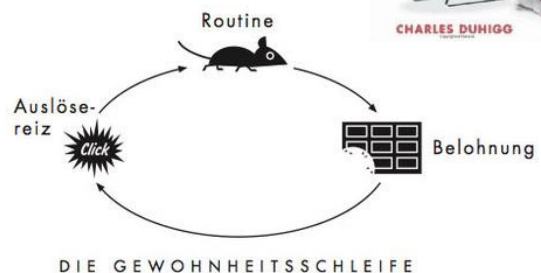 CHARLES DUHIGG
Routine
Auslöse-
reiz
Click
Belohnung
DIE GEWOHNHEITSSCHLEIFE